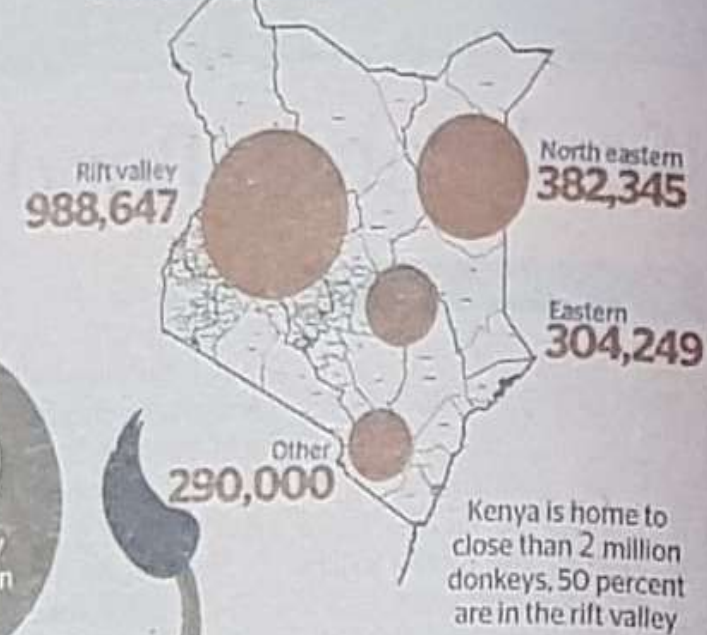 Rift valley
988,647
North eastern
382,345
Eastern
304,249
Other
290,000
Kenya is home to
close than 2 million
donkeys, 50 percent
are in the rift valley